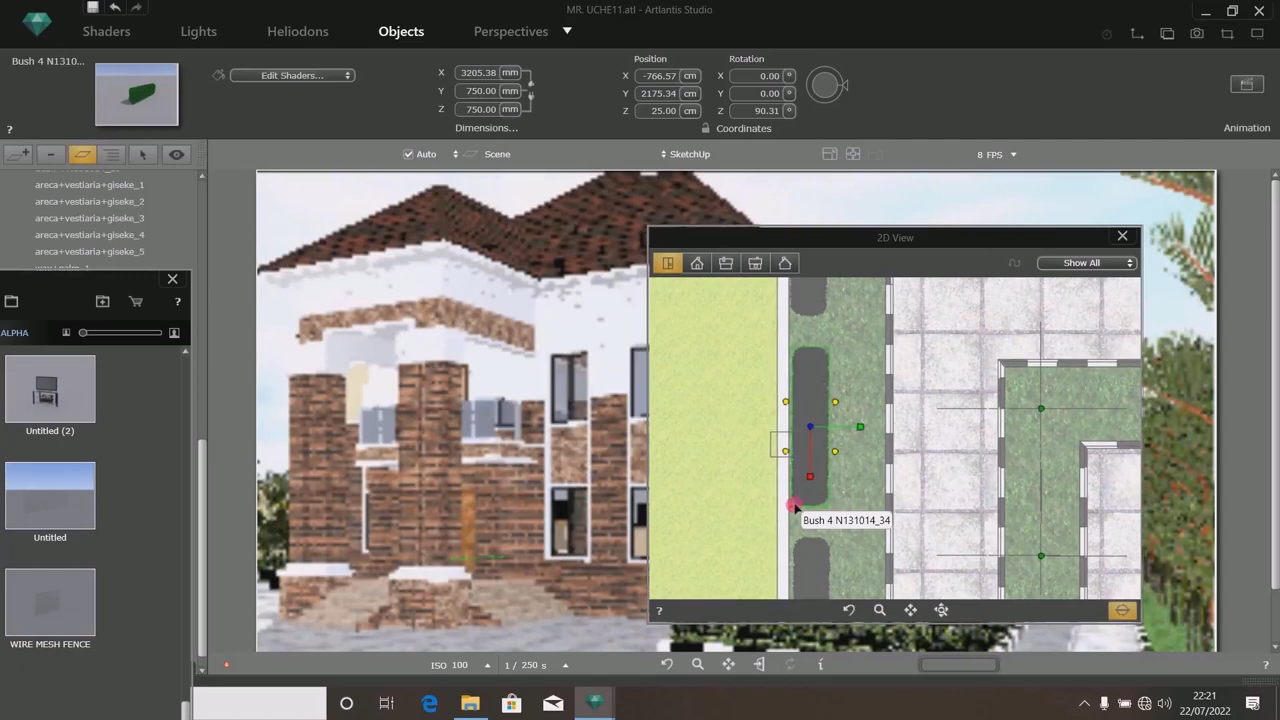 MR. UCHE11.atl - Artlantis Studio
Shaders
Lights
Heliodons
Objects
Perspectives
Bush 4 N1310...
Edit Shaders...
X 3205.38 mm
Y 750.00 mm
Z 750.00 mm
Dimensions...
Position
X -766.57 cm
Y 2175.34 cm
Z 25.00 cm
Rotation
X 0.00 °
Y 0.00 °
Z 90.31 °
Coordinates
Animation
?
Auto
Scene
SketchUp
8 FPS
areca+vestiaria+giseke_1
areca+vestiaria+giseke_2
areca+vestiaria+giseke_3
areca+vestiaria+giseke_4
areca+vestiaria+giseke_5
?
ALPHA
Untitled (2)
Untitled
WIRE MESH FENCE
2D View
Show All
Bush 4 N131014_34
?
ISO 100
1 / 250 s
i
?
22:21
22/07/2022